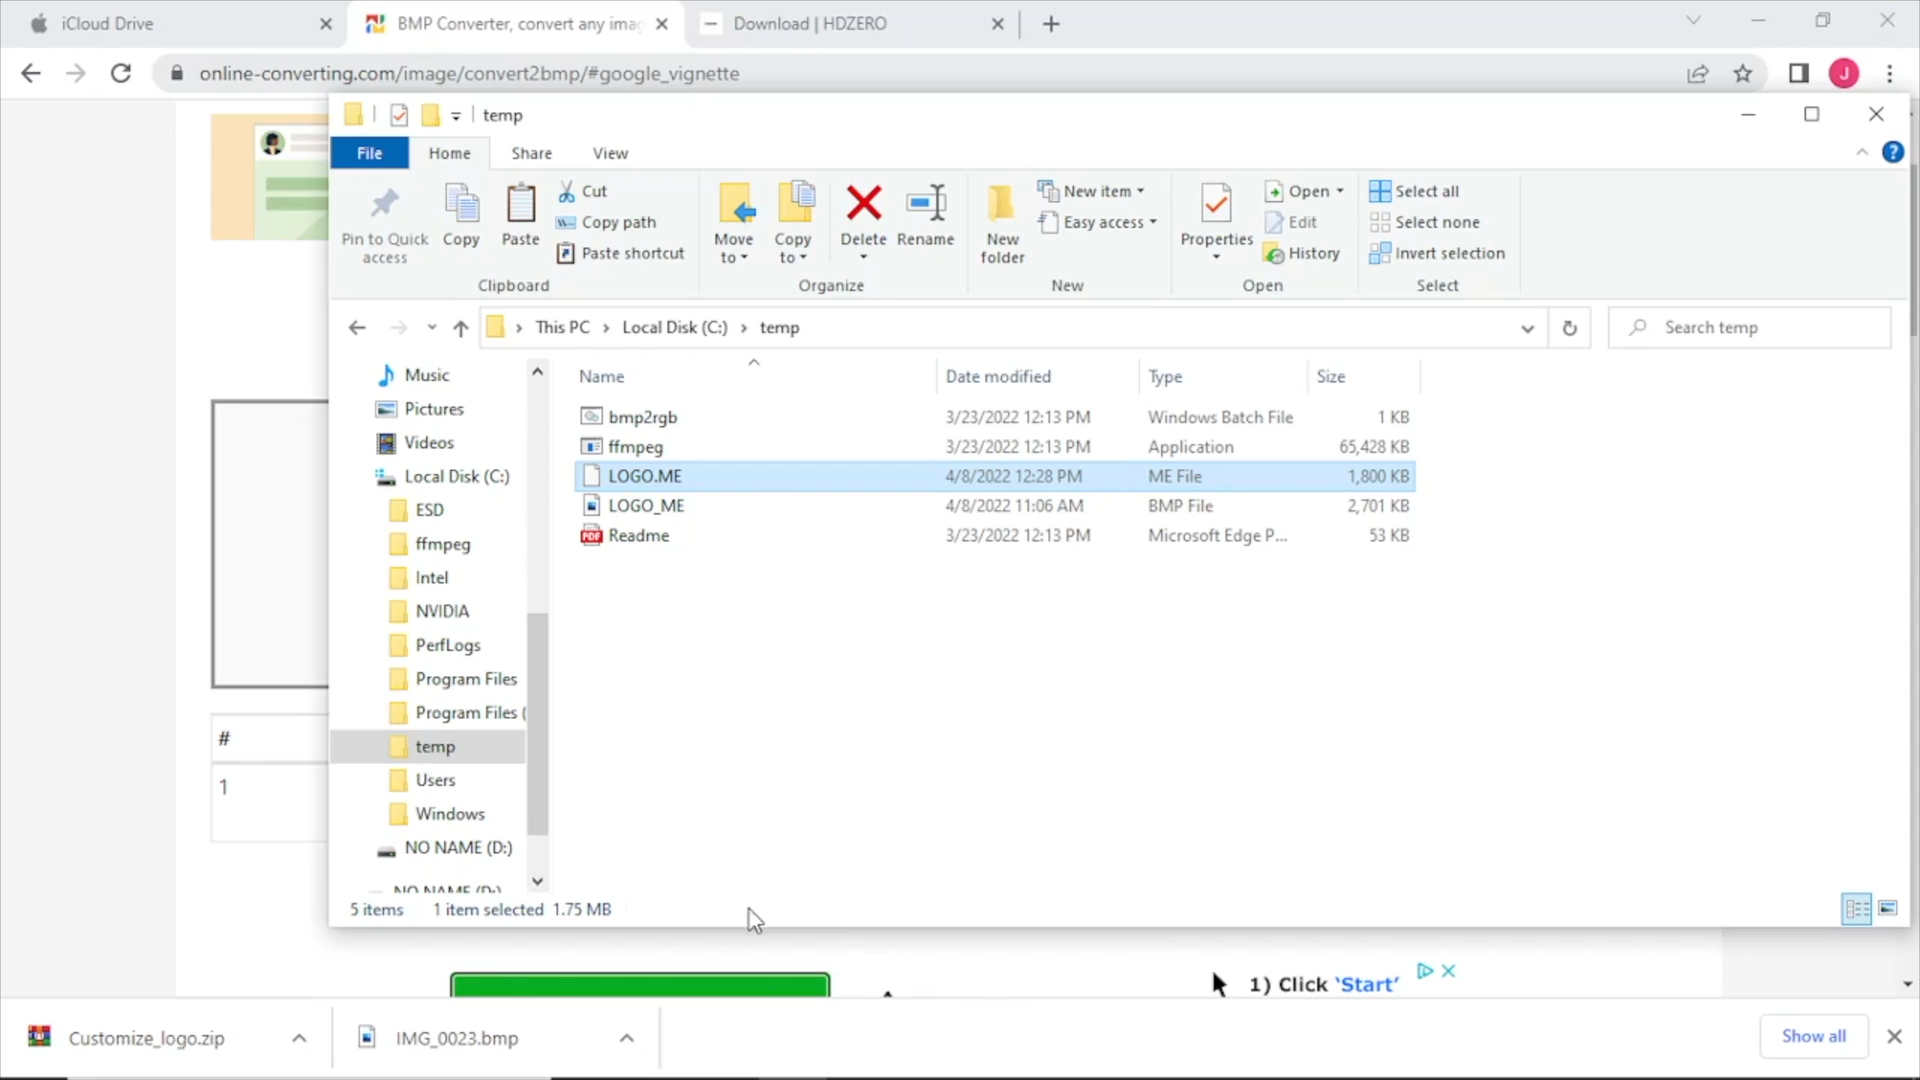 iCloud Drive
BMP Converter, convert any imag
Download | HDZERO
online-converting.com/image/convert2bmp/#google_vignette
J
temp
File
Home
Share
View
?
Pin to Quick
access
Copy
Paste
Cut
Copy path
Paste shortcut
Clipboard
Move
to
Copy
to
Delete
Rename
Organize
New
folder
New item
Easy access
New
Properties
Open
Edit
History
Open
Select all
Select none
Invert selection
Select
This PC > Local Disk (C:) > temp
Search temp
Name
Date modified
Type
Size
bmp2rgb 3/23/2022 12:13 PM Windows Batch File 1 KB
ffmpeg 3/23/2022 12:13 PM Application 65,428 KB
LOGO.ME 4/8/2022 12:28 PM ME File 1,800 KB
LOGO_ME 4/8/2022 11:06 AM BMP File 2,701 KB
PDF
Readme 3/23/2022 12:13 PM Microsoft Edge P... 53 KB
Music
Pictures
Videos
Local Disk (C:)
ESD
ffmpeg
Intel
NVIDIA
PerfLogs
Program Files
Program Files (
temp
Users
Windows
NO NAME (D:)
NO NAME (D:)
5 items
1 item selected 1.75 MB
#
1
1) Click ‘Start’
Customize_logo.zip
IMG_0023.bmp
Show all